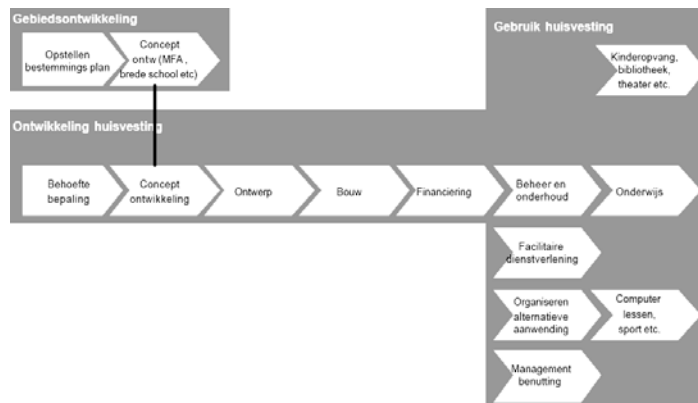 Gebiedsontwikkeling
Opstellen
bestemmings plan
Concept
ontw (MFA ,
brede school etc)
Gebruik huisvesting
Kinderopvang,
bibliotheek,
theater etc.
Ontwikkeling huisvesting
Behoefte
bepaling
Concept
ontwikkeling
Ontwerp
Bouw
Financiering
Beheer en
onderhoud
Onderwijs
Facilitaire
dienstverlening
Organiseren
alternatieve
aanwending
Computer
lessen,
sport etc.
Management
benutting